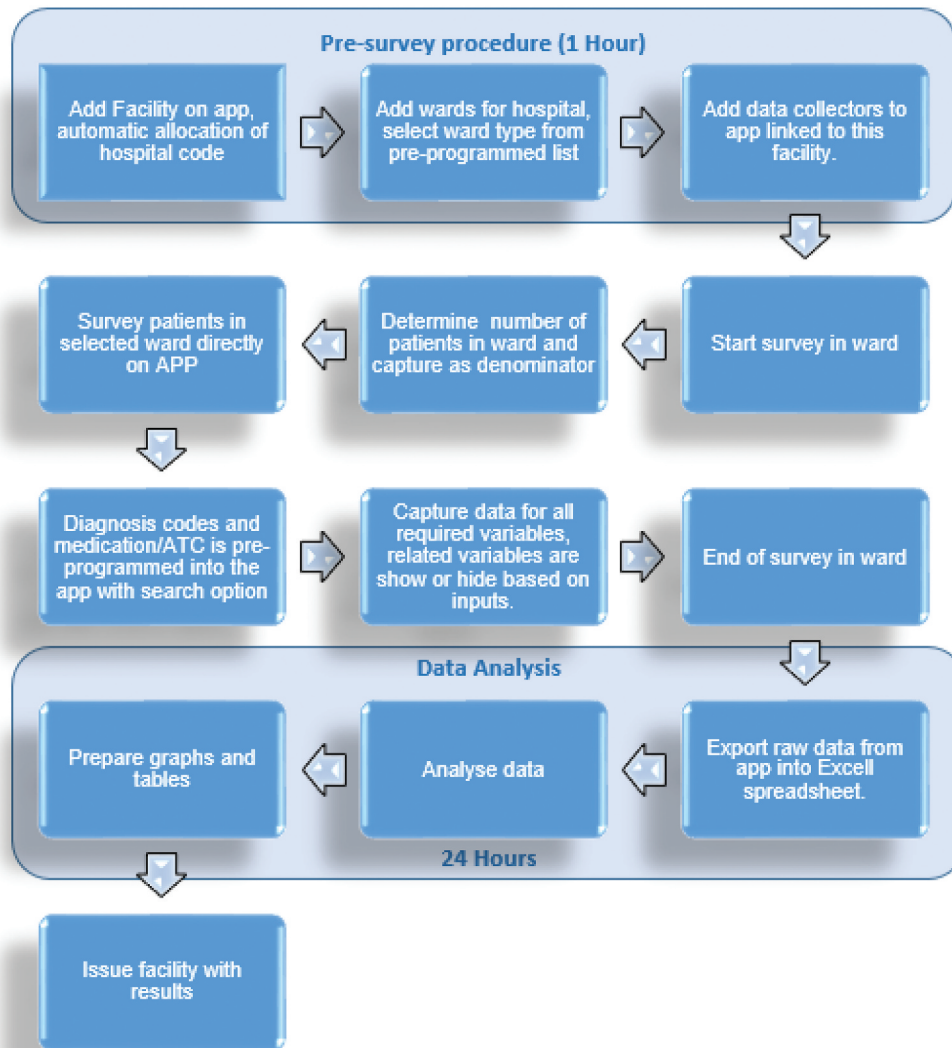 Pre-survey procedure (1 Hour)
Add Facility on app,
automatic allocation of
hospital code
Add wards for hospital,
select ward type from
pre-programmed list
Add data collectors to
app linked to this
facility.
Start survey in ward
Determine number of
patients in ward and
capture as denominator
Survey patients in
selected ward directly
on APP
Diagnosis codes and
medication/ATC is pre-
programmed into the
app with search option
Capture data for all
required variables,
related variables are
show or hide based on
inputs.
End of survey in ward
Data Analysis
Export raw data from
app into Excell
spreadsheet.
Analyse data
Prepare graphs and
tables
24 Hours
Issue facility with
results